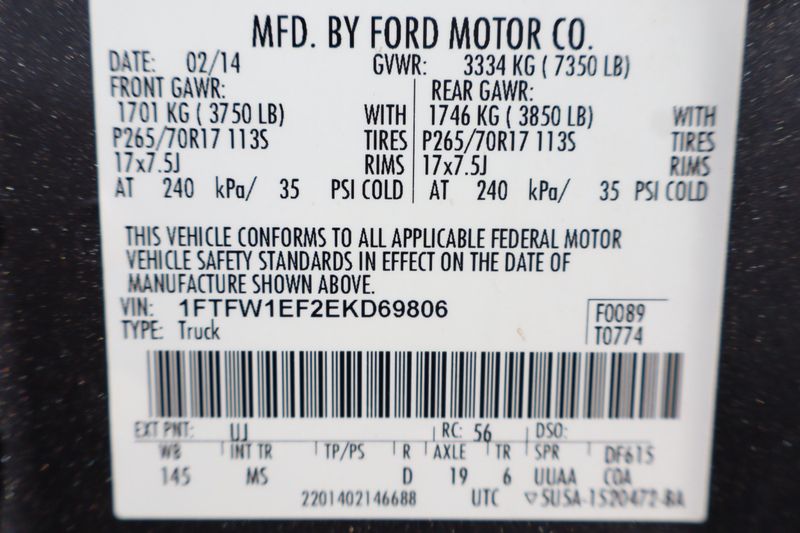 MFD. BY FORD MOTOR CO.
DATE: 02/14 GVWR: 3334 KG ( 7350 LB)
FRONT GAWR: REAR GAWR:
1701 KG ( 3750 LB) WITH 1746 KG ( 3850 LB) WITH
P265/70R17 113S TIRES P265/70R17 113S TIRES
17x7.5J RIMS 17x7.5J RIMS
AT 240 kPa/ 35 PSI COLD AT 240 kPa/ 35 PSI COLD
THIS VEHICLE CONFORMS TO ALL APPLICABLE FEDERAL MOTOR
VEHICLE SAFETY STANDARDS IN EFFECT ON THE DATE OF
MANUFACTURE SHOWN ABOVE.
VIN: 1FTFW1EF2EKD69806 F0089
TYPE: Truck T0774
EXT PNT: UJ RC: 56 DSO:
WB INT TR TP/PS R AXLE TR SPR DF615
145 MS D 19 6 UUAA COA
2201402146688 UTC ▽SU5A-1520472-BA